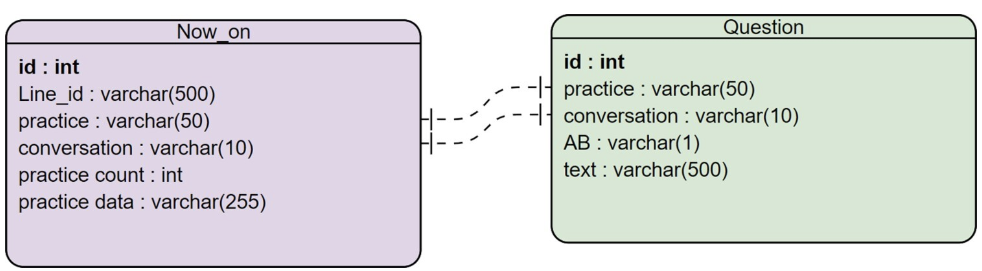 Now_on
id : int
Line_id : varchar(500)
practice : varchar(50)
conversation : varchar(10)
practice count : int
practice data : varchar(255)
Question
id : int
practice : varchar(50)
conversation : varchar(10)
AB : varchar(1)
text : varchar(500)